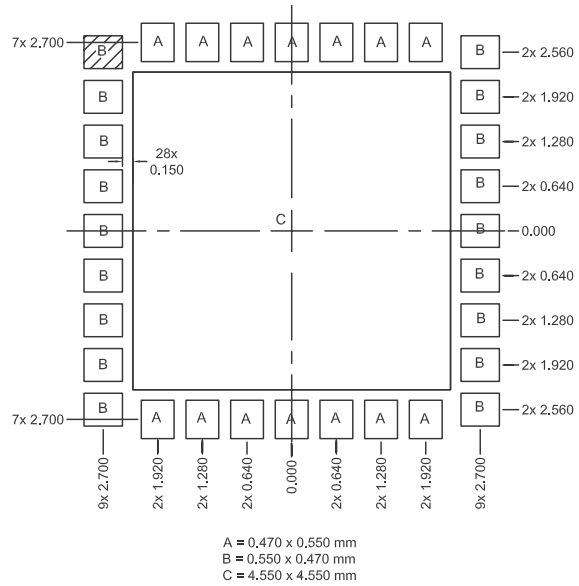 7x 2.700 A A A A A A A
B B 2x 2.560
B B 2x 1.920
B B 2x 1.280
28x
0.150
B B 2x 0.640
C
B B 0.000
B B 2x 0.640
B B 2x 1.280
B B 2x 1.920
B B 2x 2.560
7x 2.700 A A A A A A A
9x 2.700
2x 1.920
2x 1.280
2x 0.640
0.000
2x 0.640
2x 1.280
2x 1.920
9x 2.700
A = 0.470 x 0.550 mm
B = 0.550 x 0.470 mm
C = 4.550 x 4.550 mm